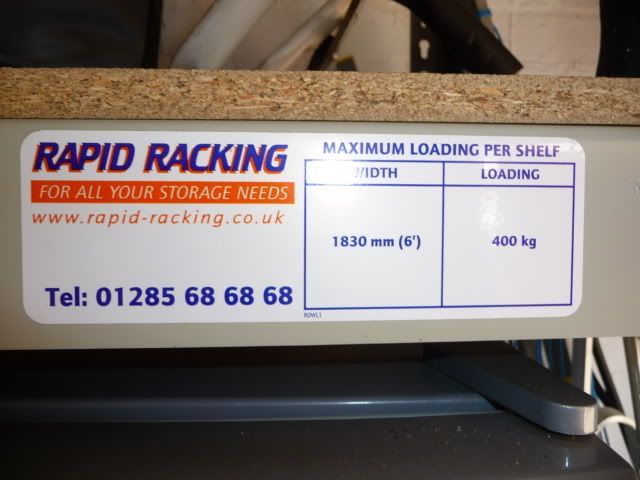 RAPID RACKING
FOR ALL YOUR STORAGE NEEDS
www.rapid-racking.co.uk
Tel: 01285 68 68 68
MAXIMUM LOADING PER SHELF
WIDTH LOADING
1830 mm (6') 400 kg